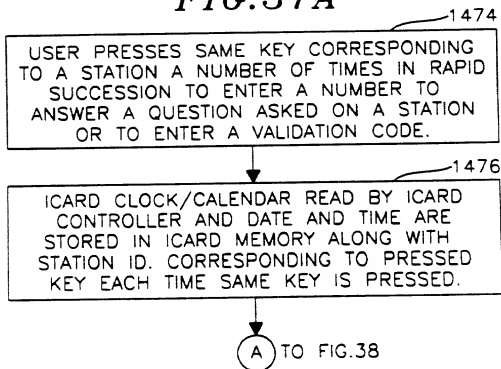 FIG.37A
1474
USER PRESSES SAME KEY CORRESPONDING
TO A STATION A NUMBER OF TIMES IN RAPID
SUCCESSION TO ENTER A NUMBER TO
ANSWER A QUESTION ASKED ON A STATION
OR TO ENTER A VALIDATION CODE.
1476
ICARD CLOCK/CALENDAR READ BY ICARD
CONTROLLER AND DATE AND TIME ARE
STORED IN ICARD MEMORY ALONG WITH
STATION ID. CORRESPONDING TO PRESSED
KEY EACH TIME SAME KEY IS PRESSED.
A TO FIG.38